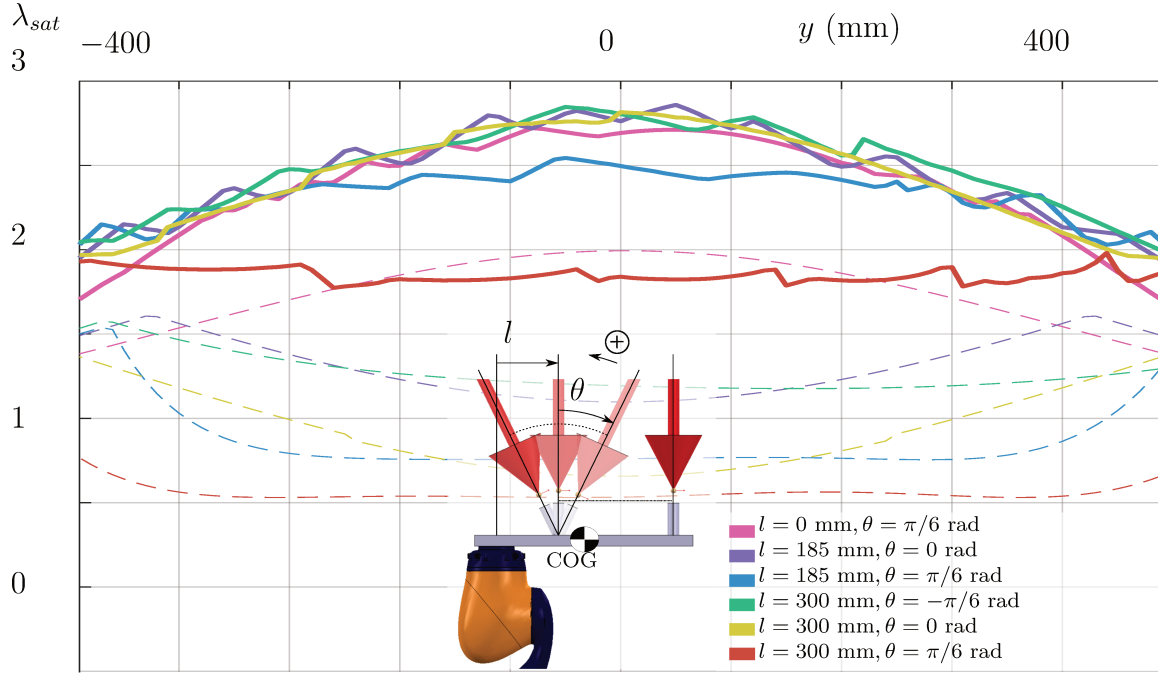 λsat
−400 0 y (mm) 400
3
2
1
0
l
⊕
θ
COG
l = 0 mm, θ = π/6 rad
l = 185 mm, θ = 0 rad
l = 185 mm, θ = π/6 rad
l = 300 mm, θ = −π/6 rad
l = 300 mm, θ = 0 rad
l = 300 mm, θ = π/6 rad